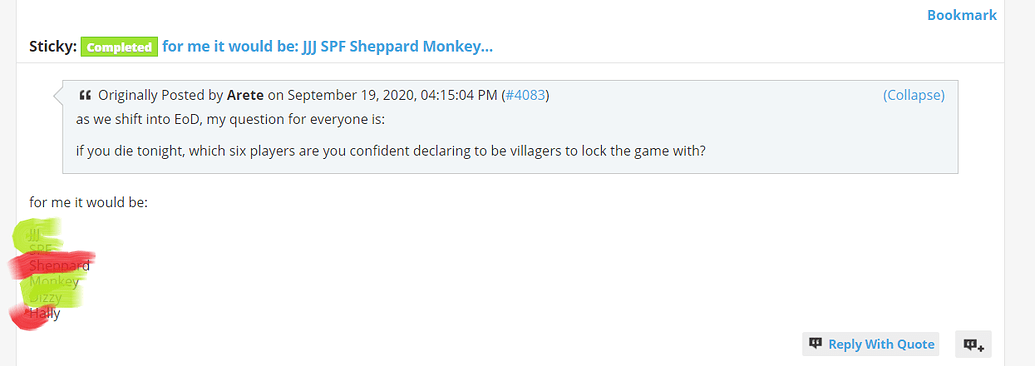 Bookmark
Sticky: Completed for me it would be: JJJ SPF Sheppard Monkey...
Originally Posted by Arete on September 19, 2020, 04:15:04 PM (#4083) (Collapse)
as we shift into EoD, my question for everyone is:
if you die tonight, which six players are you confident declaring to be villagers to lock the game with?
for me it would be:
JJJ
SPF
Sheppard
Monkey
Dizzy
Hally
Reply With Quote